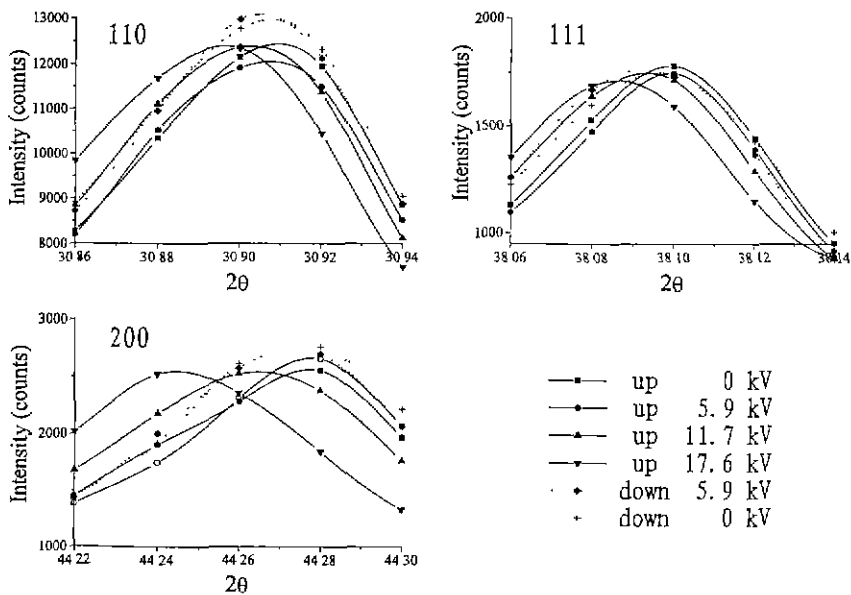 110
13000
12000
11000
10000
9000
8000
Intensity (counts)
30 86
30 88
30 90
30 92
30 94
2θ
111
2000
1500
1000
Intensity (counts)
38 06
38 08
38 10
38 12
38 14
2θ
200
3000
2000
1000
Intensity (counts)
44 22
44 24
44 26
44 28
44 30
2θ
up 0 kV
up 5.9 kV
up 11.7 kV
up 17.6 kV
down 5.9 kV
down 0 kV